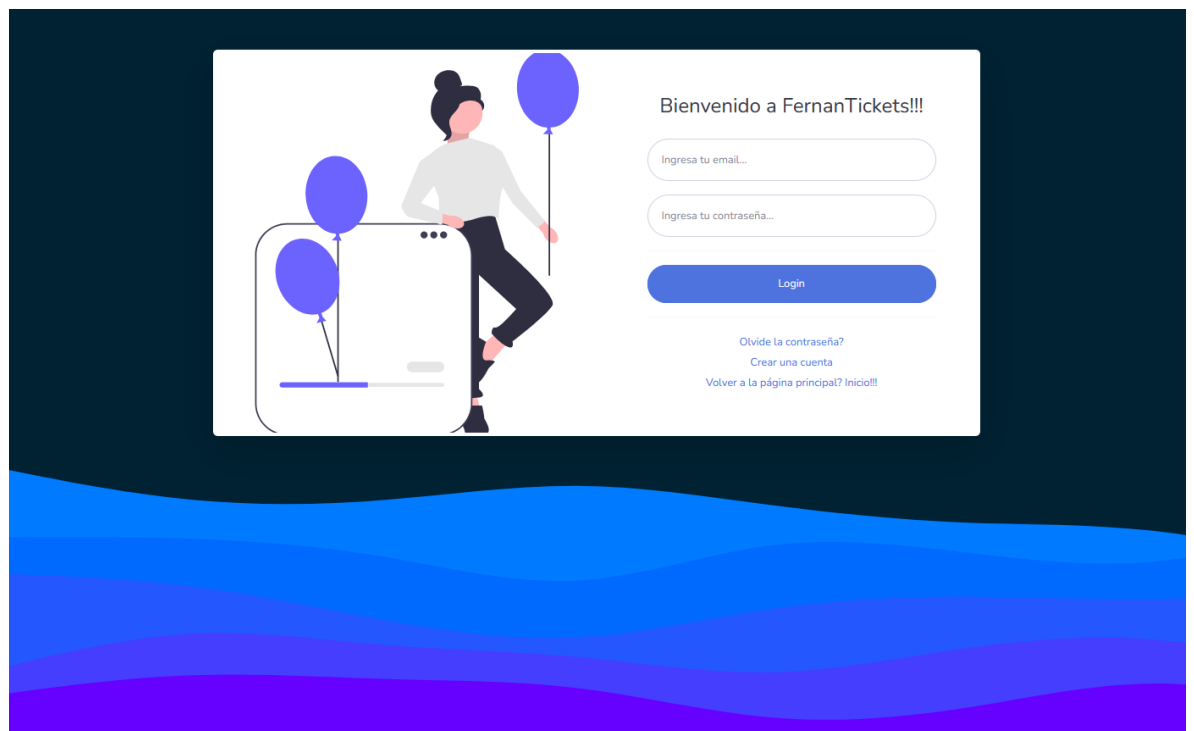 Bienvenido a FernanTickets!!!
Ingresa tu email...
Ingresa tu contraseña...
Login
Olvide la contraseña?
Crear una cuenta
Volver a la página principal? Inicio!!!